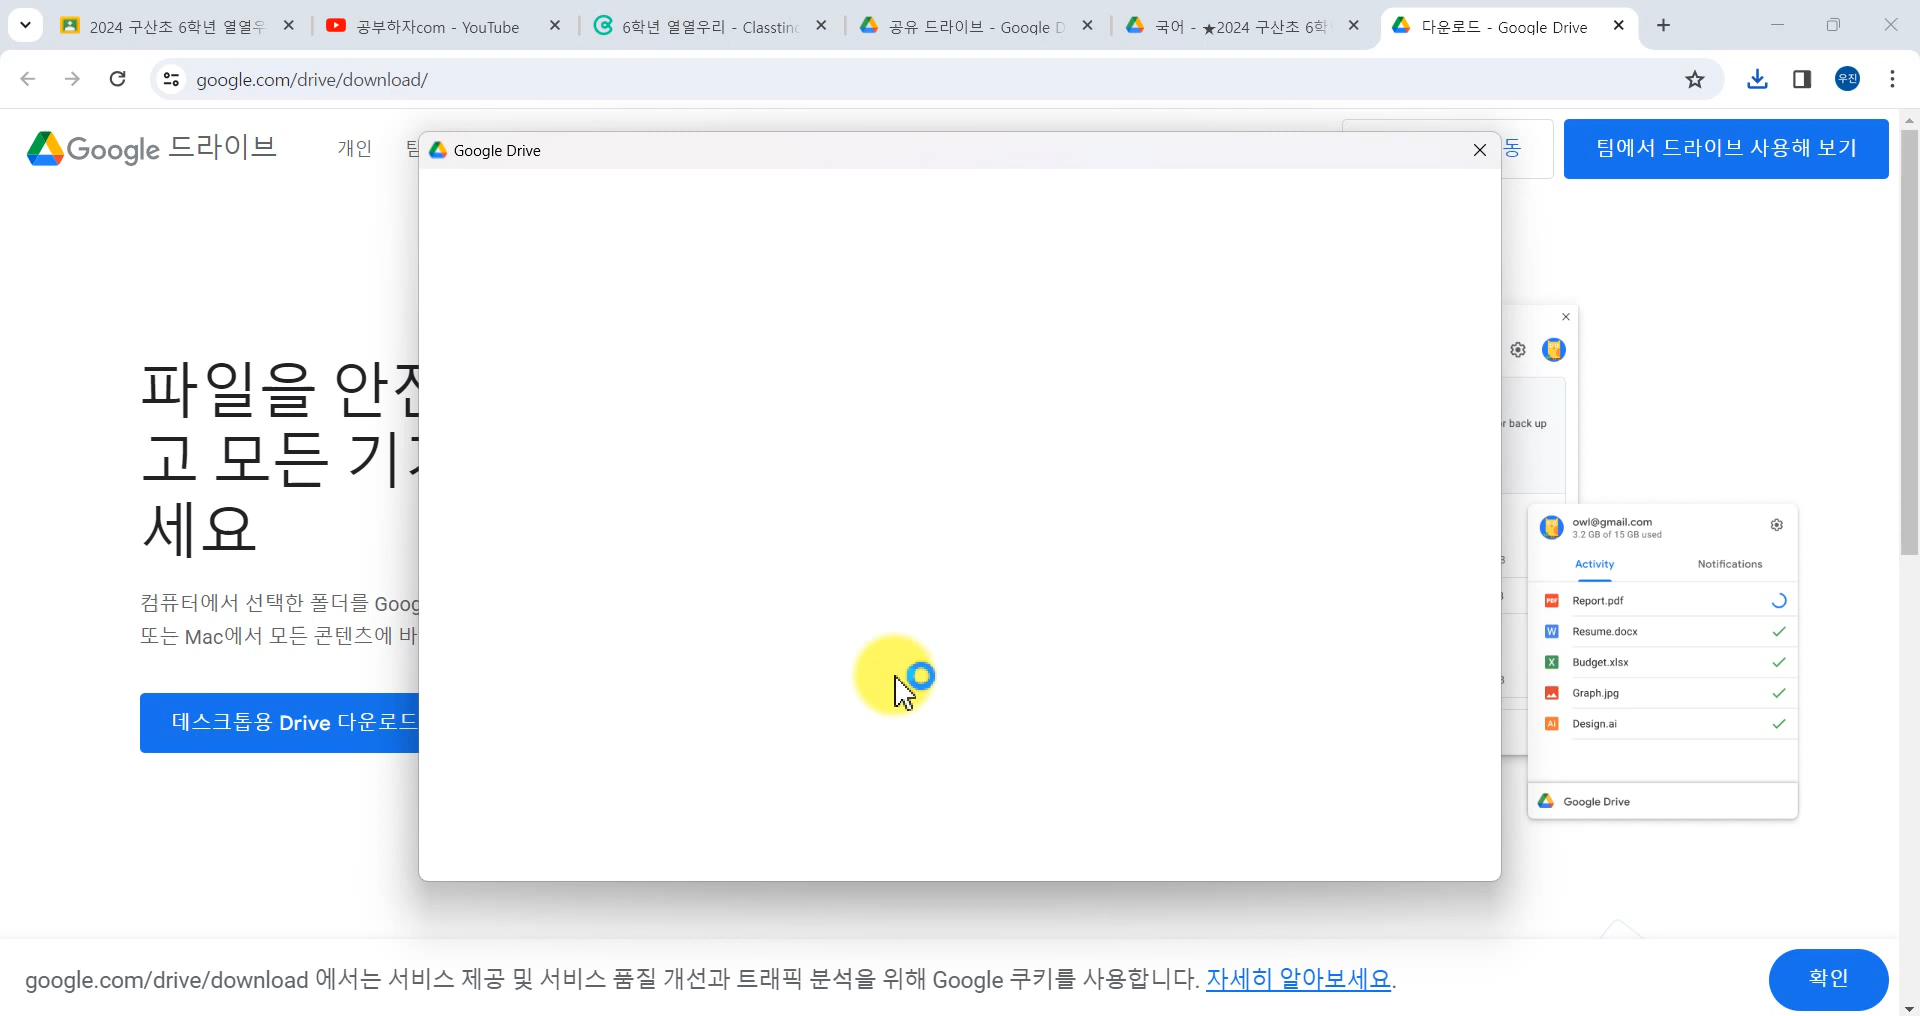 2024 구산초 6학년 열열우
공부하자com - YouTube
6학년 열열우리 - Classting
공유 드라이브 - Google D
국어 - ★2024 구산초 6학
다운로드 - Google Drive
google.com/drive/download/
우진
Google 드라이브
개인
팀
Google Drive
동
팀에서 드라이브 사용해 보기
파일을 안전
고 모든 기기
세요
컴퓨터에서 선택한 폴더를 Goog
또는 Mac에서 모든 콘텐츠에 바
데스크톱용 Drive 다운로드
or back up
owl@gmail.com
3.2 GB of 15 GB used
Activity
Notifications
PDF Report.pdf
W Resume.docx
X Budget.xlsx
Graph.jpg
Ai Design.ai
Google Drive
google.com/drive/download 에서는 서비스 제공 및 서비스 품질 개선과 트래픽 분석을 위해 Google 쿠키를 사용합니다. 자세히 알아보세요.
확인